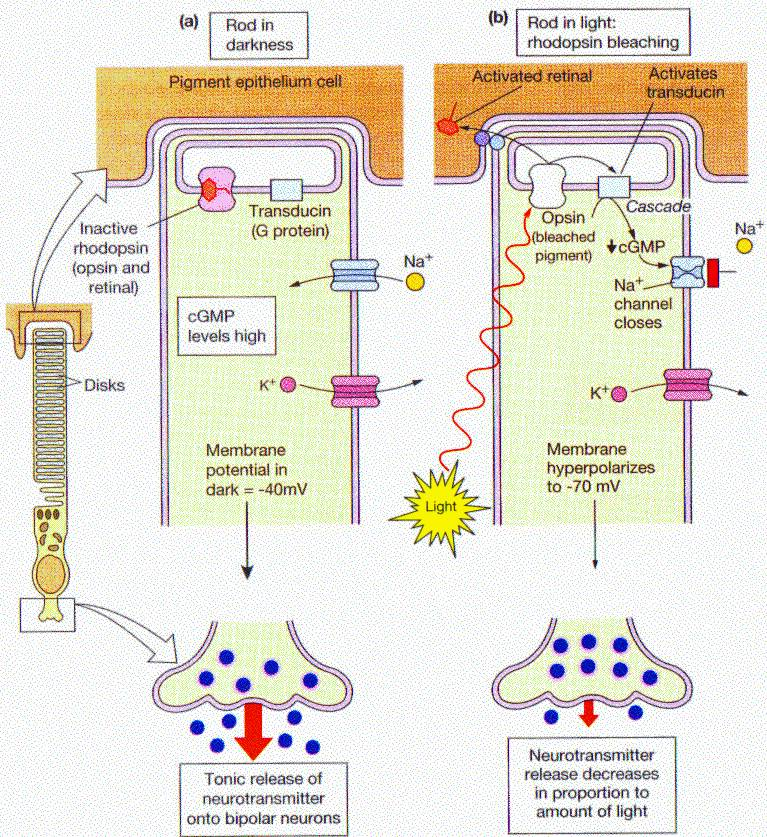 (a)
Rod in
darkness
Pigment epithelium cell
Inactive
rhodopsin
(opsin and
retinal)
Transducin
(G protein)
Na+
cGMP
levels high
K+
Disks
Membrane
potential in
dark = -40mV
Tonic release of
neurotransmitter
onto bipolar neurons
(b)
Rod in light:
rhodopsin bleaching
Activated retinal
Activates
transducin
Opsin
(bleached
pigment)
Cascade
cGMP
Na+
Na+
channel
closes
K+
Light
Membrane
hyperpolarizes
to -70 mV
Neurotransmitter
release decreases
in proportion to
amount of light